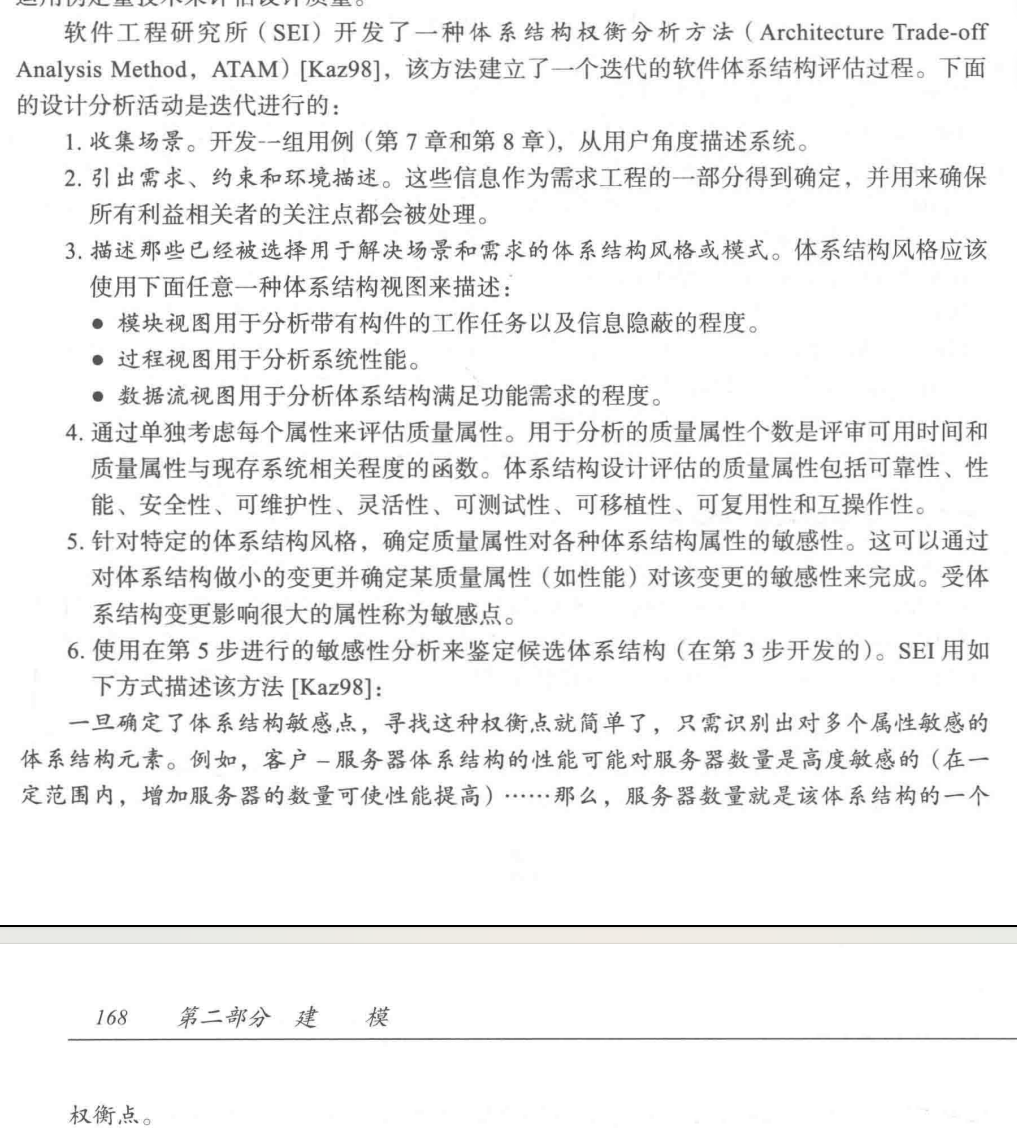 软件工程研究所（SEI）开发了一种体系结构权衡分析方法（Architecture Trade-off
Analysis Method，ATAM）[Kaz98]，该方法建立了一个迭代的软件体系结构评估过程。下面
的设计分析活动是迭代进行的：
1. 收集场景。开发一组用例（第 7 章和第 8 章），从用户角度描述系统。
2. 引出需求、约束和环境描述。这些信息作为需求工程的一部分得到确定，并用来确保
所有利益相关者的关注点都会被处理。
3. 描述那些已经被选择用于解决场景和需求的体系结构风格或模式。体系结构风格应该
使用下面任意一种体系结构视图来描述：
● 模块视图用于分析带有构件的工作任务以及信息隐蔽的程度。
● 过程视图用于分析系统性能。
● 数据流视图用于分析体系结构满足功能需求的程度。
4. 通过单独考虑每个属性来评估质量属性。用于分析的质量属性个数是评审可用时间和
质量属性与现存系统相关程度的函数。体系结构设计评估的质量属性包括可靠性、性
能、安全性、可维护性、灵活性、可测试性、可移植性、可复用性和互操作性。
5. 针对特定的体系结构风格，确定质量属性对各种体系结构属性的敏感性。这可以通过
对体系结构做小的变更并确定某质量属性（如性能）对该变更的敏感性来完成。受体
系结构变更影响很大的属性称为敏感点。
6. 使用在第 5 步进行的敏感性分析来鉴定候选体系结构（在第 3 步开发的）。SEI 用如
下方式描述该方法 [Kaz98]：
一旦确定了体系结构敏感点，寻找这种权衡点就简单了，只需识别出对多个属性敏感的
体系结构元素。例如，客户 – 服务器体系结构的性能可能对服务器数量是高度敏感的（在一
定范围内，增加服务器的数量可使性能提高）……那么，服务器数量就是该体系结构的一个
168 第二部分 建 模
权衡点。